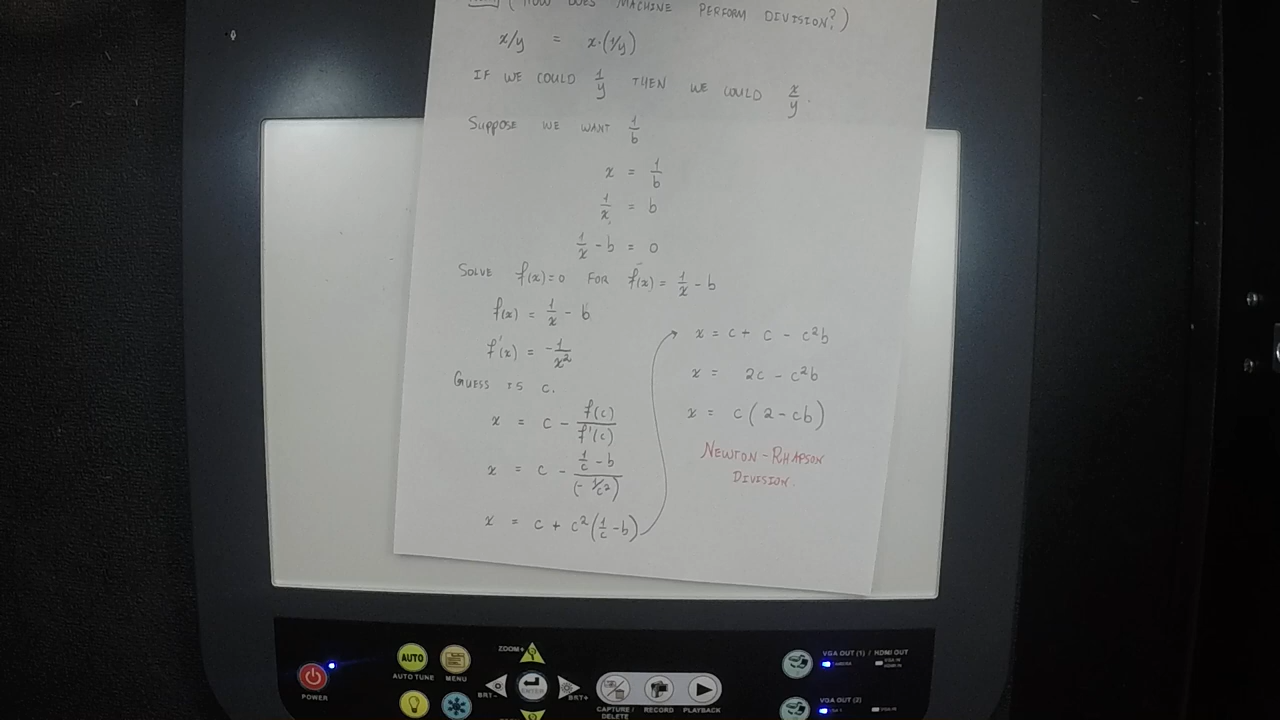 ( HOW DOES MACHINE PERFORM DIVISION?)
x/y = x·(1/y)
IF WE COULD 1/y THEN WE COULD x/y.
SUPPOSE WE WANT 1/b
x = 1/b
1/x = b
1/x - b = 0
SOLVE f(x)=0 FOR f(x) = 1/x - b
f(x) = 1/x - b
f'(x) = -1/x²
GUESS IS C.
x = c - f(c)/f'(c)
x = c - (1/c - b)/(- 1/c²)
x = c + c²(1/c - b)
x = c + c - c²b
x = 2c - c²b
x = c(2 - cb)
NEWTON - RHAPSON
DIVISION.
POWER
AUTO
AUTO TUNE
MENU
ZOOM+
BRT-
ENTER
BRT+
CAPTURE /
DELETE
RECORD
PLAYBACK
VGA OUT (1) / HDMI OUT
VGA OUT (2)